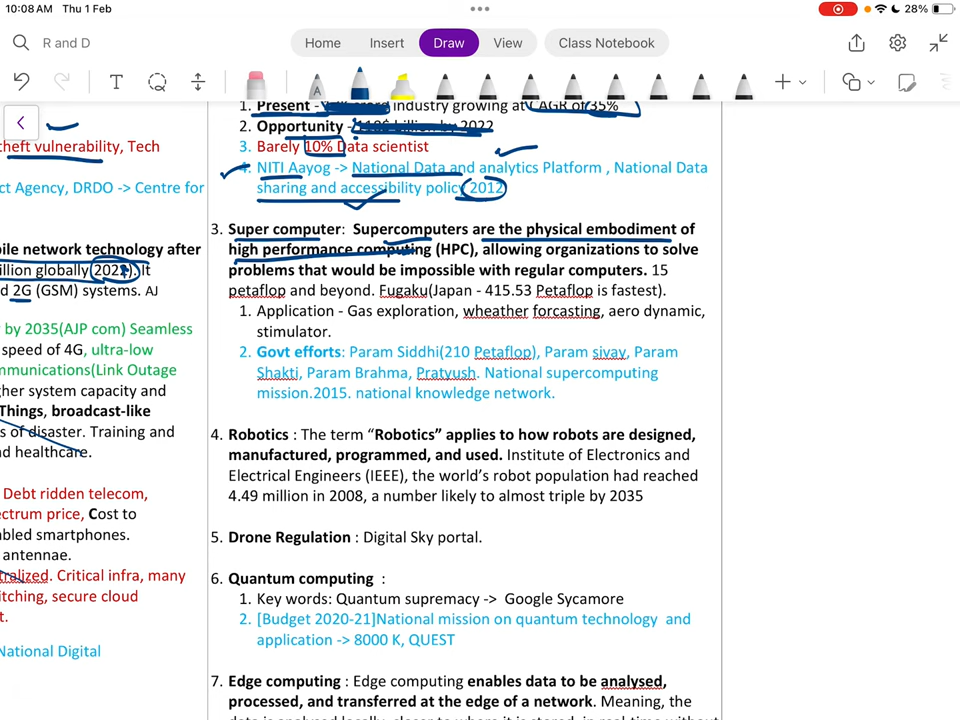 10:08 AM Thu 1 Feb
28%
R and D
Home Insert Draw View Class Notebook
A
theft vulnerability, Tech
ct Agency, DRDO -> Centre for
bile network technology after
illion globally (2022). It
d 2G (GSM) systems. AJ
r by 2035(AJP com) Seamless
speed of 4G, ultra-low
mmunications(Link Outage
gher system capacity and
Things, broadcast-like
s of disaster. Training and
nd healthcare.
Debt ridden telecom,
ectrum price, Cost to
abled smartphones.
antennae.
tralized. Critical infra, many
itching, secure cloud
t.
National Digital
1. Present - industry growing at CAGR of 35%
2. Opportunity - billion by 2022
3. Barely 10% Data scientist
4. NITI Aayog -> National Data and analytics Platform , National Data
sharing and accessibility policy 2012
3. Super computer: Supercomputers are the physical embodiment of
high performance computing (HPC), allowing organizations to solve
problems that would be impossible with regular computers. 15
petaflop and beyond. Fugaku(Japan - 415.53 Petaflop is fastest).
1. Application - Gas exploration, wheather forcasting, aero dynamic,
stimulator.
2. Govt efforts: Param Siddhi(210 Petaflop), Param sivay, Param
Shakti, Param Brahma, Pratyush. National supercomputing
mission.2015. national knowledge network.
4. Robotics : The term “Robotics” applies to how robots are designed,
manufactured, programmed, and used. Institute of Electronics and
Electrical Engineers (IEEE), the world’s robot population had reached
4.49 million in 2008, a number likely to almost triple by 2035
5. Drone Regulation : Digital Sky portal.
6. Quantum computing :
1. Key words: Quantum supremacy -> Google Sycamore
2. [Budget 2020-21]National mission on quantum technology and
application -> 8000 K, QUEST
7. Edge computing : Edge computing enables data to be analysed,
processed, and transferred at the edge of a network. Meaning, the